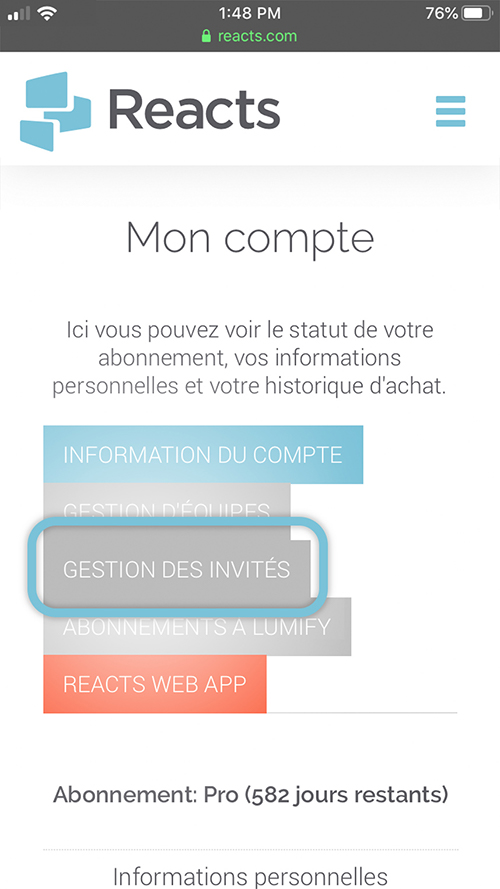 1:48 PM
76%
reacts.com
Reacts
Mon compte
Ici vous pouvez voir le statut de votre
abonnement, vos informations
personnelles et votre historique d'achat.
INFORMATION DU COMPTE
GESTION D'ÉQUIPES
GESTION DES INVITÉS
ABONNEMENTS À LUMIFY
REACTS WEB APP
Abonnement: Pro (582 jours restants)
Informations personnelles